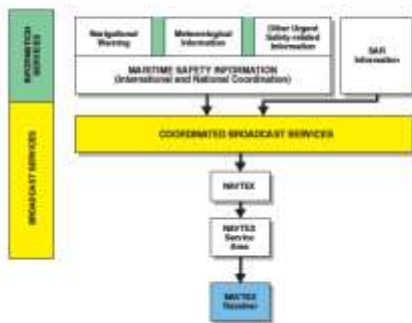 INFORMATION
SERVICES
Navigational
Warning
Meteorological
Information
Other Urgent
Safety-related
Information
SAR
Information
MARITIME SAFETY INFORMATION
(International and National Coordination)
BROADCAST SERVICES
COORDINATED BROADCAST SERVICES
NAVTEX
NAVTEX
Service
Area
NAVTEX
Receiver